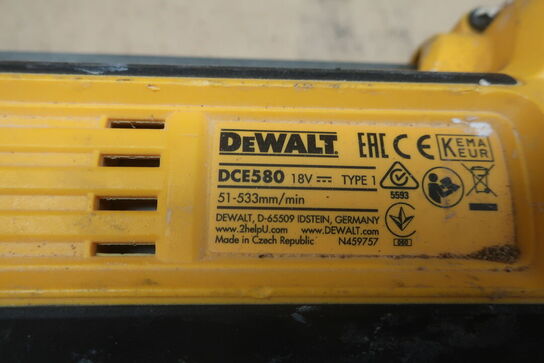 DEWALT
EAC CE KEMA KEUR
DCE580 18V TYPE 1
5593
51-533mm/min
DEWALT, D-65509 IDSTEIN, GERMANY
www.2helpU.com www.DEWALT.com
Made in Czech Republic N459757
060